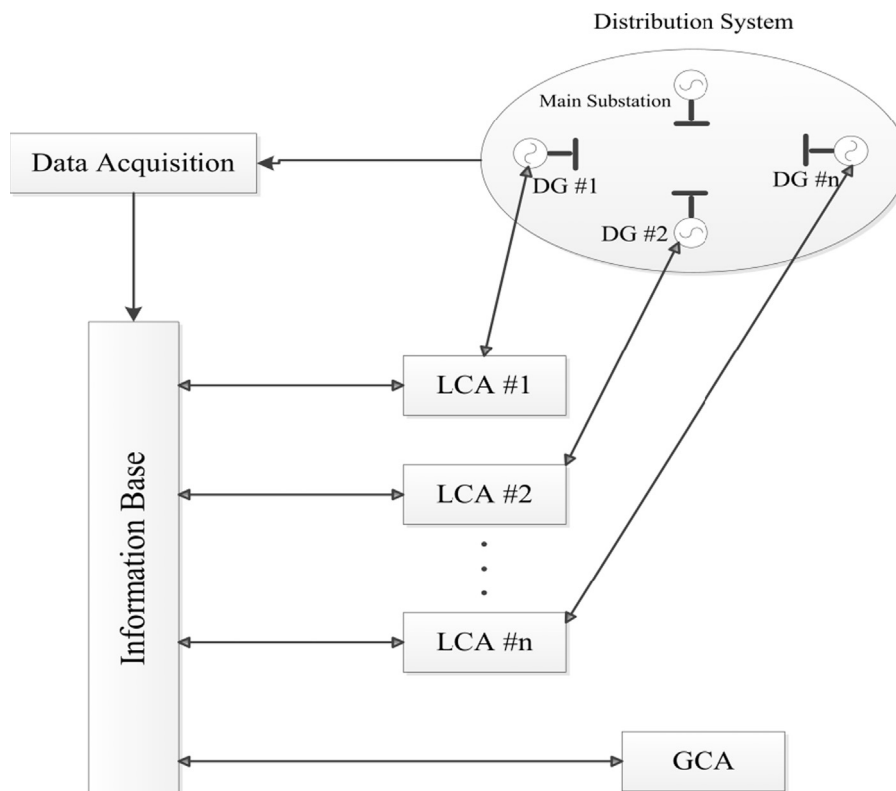 Distribution System
Main Substation
Data Acquisition
DG #1
DG #n
DG #2
LCA #1
LCA #2
Information Base
LCA #n
GCA